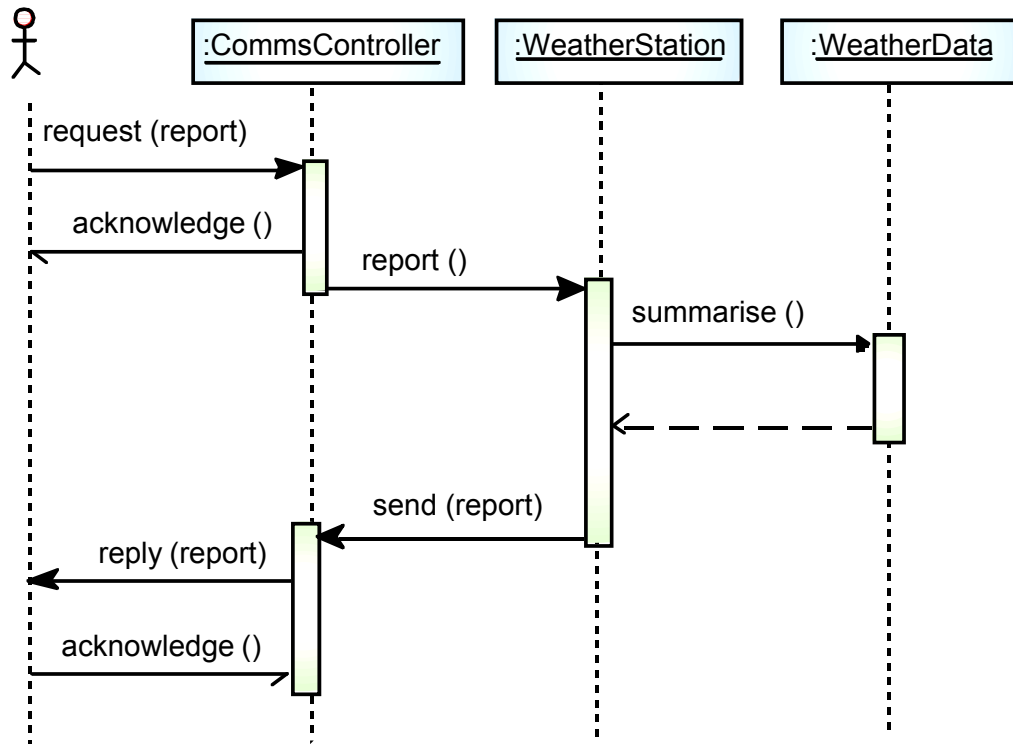 :CommsController
:WeatherStation
:WeatherData
request (report)
acknowledge ()
report ()
summarise ()
send (report)
reply (report)
acknowledge ()